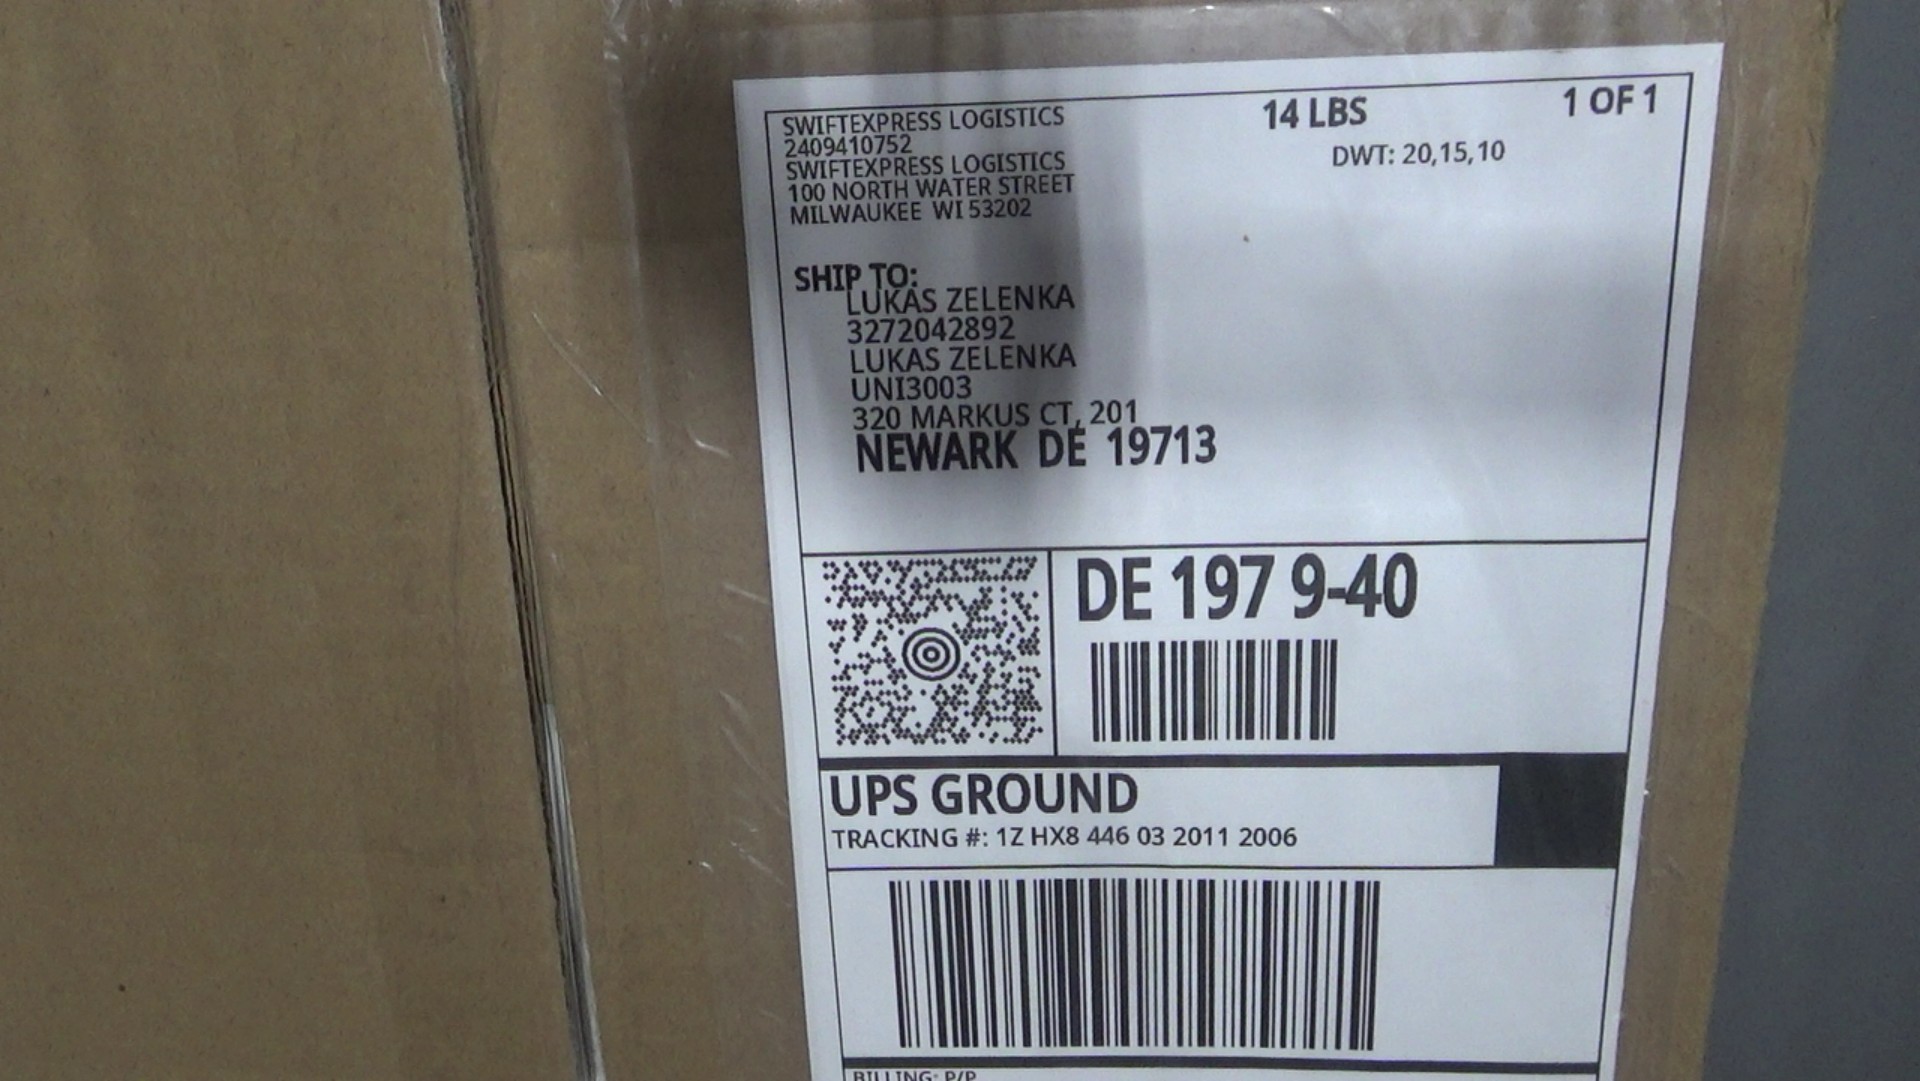 SWIFTEXPRESS LOGISTICS
2409410752
SWIFTEXPRESS LOGISTICS
100 NORTH WATER STREET
MILWAUKEE WI 53202
14 LBS
1 OF 1
DWT: 20,15,10
SHIP TO:
LUKAS ZELENKA
3272042892
LUKAS ZELENKA
UNI3003
320 MARKUS CT, 201
NEWARK DE 19713
DE 197 9-40
UPS GROUND
TRACKING #: 1Z HX8 446 03 2011 2006
BILLING: P/P